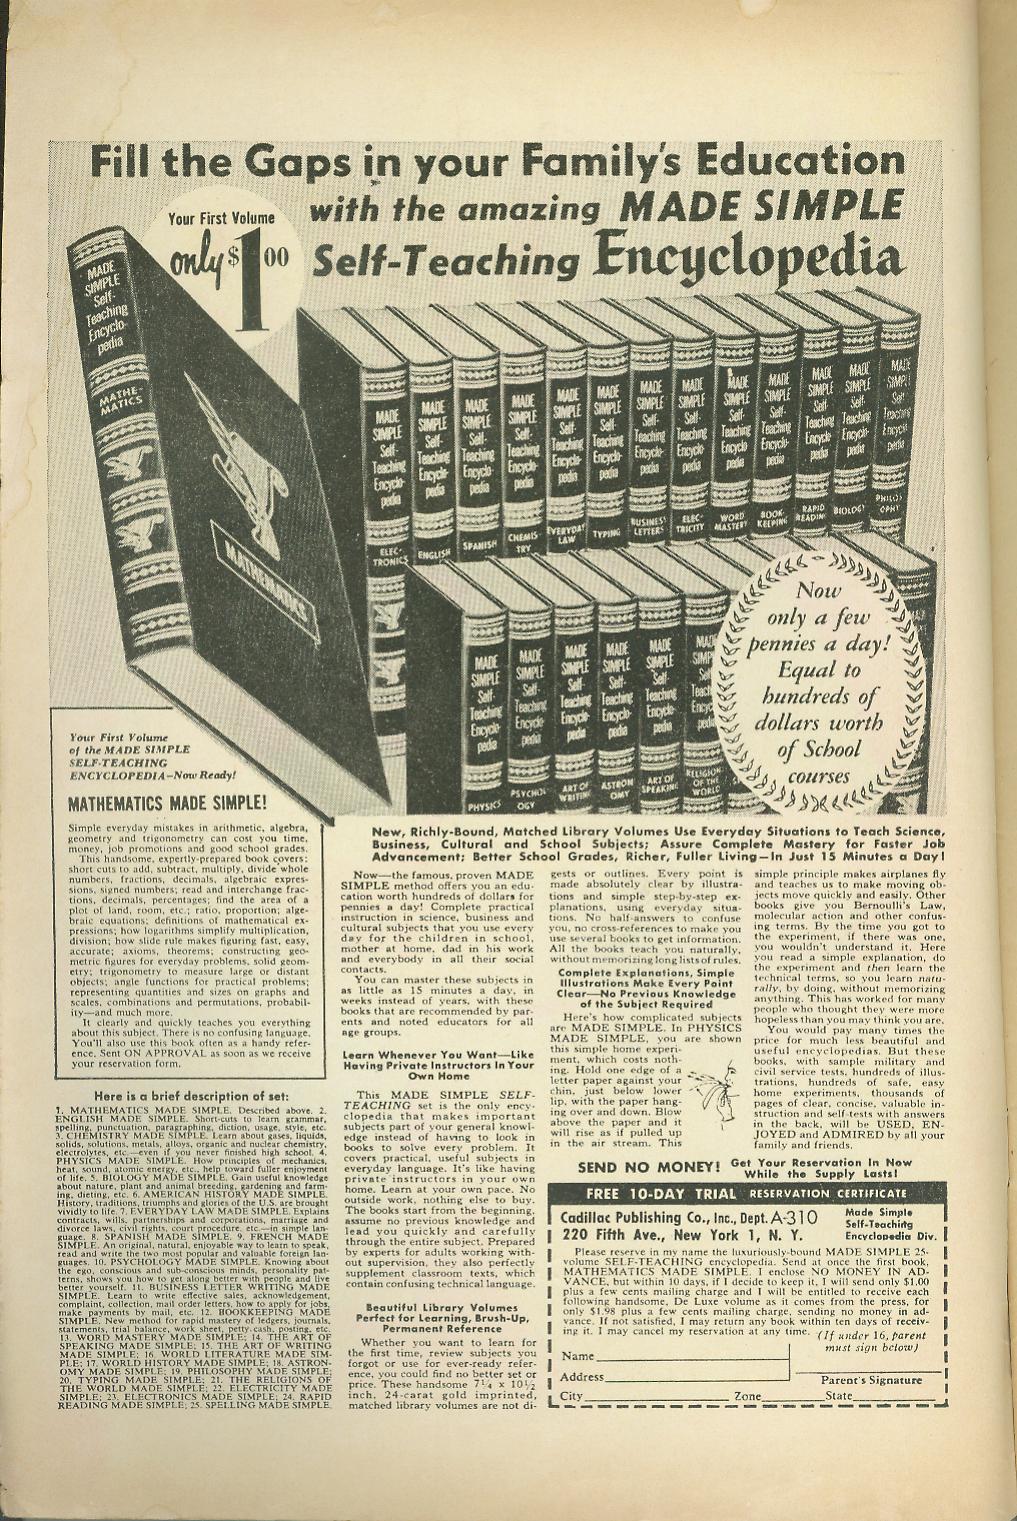 Fill the Gaps in your Family's Education
with the amazing MADE SIMPLE
Self-Teaching Encyclopedia
Your First Volume
only $1 00
MADE
SIMPLE
Self-
Teaching
Encyclo-
pedia
MATHE-
MATICS
MATHEMATICS
ELEC-
TRONICS
ENGLISH
SPANISH
CHEMIS-
TRY
EVERYDAY
LAW
TYPING
BUSINESS
LETTERS
ELEC-
TRICITY
WORD
MASTERY
BOOK-
KEEPING
RAPID
READING
BIOLOGY
PHILOS-
OPHY
PHYSICS
PSYCHOL-
OGY
ART OF
WRITING
ASTRON-
OMY
ART OF
SPEAKING
RELIGIONS
OF THE
WORLD
Now
only a few
pennies a day!
Equal to
hundreds of
dollars worth
of School
courses
Your First Volume
of the MADE SIMPLE
SELF-TEACHING
ENCYCLOPEDIA—Now Ready!
MATHEMATICS MADE SIMPLE!
Simple everyday mistakes in arithmetic, algebra,
geometry and trigonometry can cost you time,
money, job promotions and good school grades.
This handsome, expertly-prepared book covers:
short cuts to add, subtract, multiply, divide whole
numbers, fractions, decimals, algebraic expres-
sions, signed numbers; read and interchange frac-
tions, decimals, percentages; find the area of a
plot of land, room, etc.; ratio, proportion; alge-
braic equations; definitions of mathematical ex-
pressions; how logarithms simplify multiplication,
division; how slide rule makes figuring fast, easy,
accurate; axioms, theorems; constructing geo-
metric figures for everyday problems, solid geom-
etry; trigonometry to measure large or distant
objects; angle functions for practical problems;
representing quantities and sizes on graphs and
scales, combinations and permutations, probabil-
ity—and much more.
It clearly and quickly teaches you everything
about this subject. There is no confusing language.
You'll also use this book often as a handy refer-
ence. Sent ON APPROVAL as soon as we receive
your reservation form.
Here is a brief description of set:
1. MATHEMATICS MADE SIMPLE. Described above. 2.
ENGLISH MADE SIMPLE. Short-cuts to learn grammar,
spelling, punctuation, paragraphing, diction, usage, style, etc.
3. CHEMISTRY MADE SIMPLE. Learn about gases, liquids,
solids, solutions, metals, alloys, organic and nuclear chemistry,
electrolytes, etc.—even if you never finished high school. 4.
PHYSICS MADE SIMPLE. How principles of mechanics,
heat, sound, atomic energy, etc., help toward fuller enjoyment
of life. 5. BIOLOGY MADE SIMPLE. Gain useful knowledge
about nature, plant and animal breeding, gardening and farm-
ing, dieting, etc. 6. AMERICAN HISTORY MADE SIMPLE.
History, traditions, triumphs and glories of the U.S. are brought
vividly to life. 7. EVERYDAY LAW MADE SIMPLE. Explains
contracts, wills, partnerships and corporations, marriage and
divorce laws, civil rights, court procedure, etc.—in simple lan-
guage. 8. SPANISH MADE SIMPLE. 9. FRENCH MADE
SIMPLE. An original, natural, enjoyable way to learn to speak,
read and write the two most popular and valuable foreign lan-
guages. 10. PSYCHOLOGY MADE SIMPLE. Knowing about
the ego, conscious and sub-conscious minds, personality pat-
terns, shows you how to get along better with people and live
better yourself. 11. BUSINESS LETTER WRITING MADE
SIMPLE. Learn to write effective sales, acknowledgement,
complaint, collection, mail order letters, how to apply for jobs,
make payments by mail, etc. 12. BOOKKEEPING MADE
SIMPLE. New method for rapid mastery of ledgers, journals,
statements, trial balance, work sheet, petty cash, posting, etc.
13. WORD MASTERY MADE SIMPLE; 14. THE ART OF
SPEAKING MADE SIMPLE; 15. THE ART OF WRITING
MADE SIMPLE; 16. WORLD LITERATURE MADE SIM-
PLE; 17. WORLD HISTORY MADE SIMPLE; 18. ASTRON-
OMY MADE SIMPLE; 19. PHILOSOPHY MADE SIMPLE;
20. TYPING MADE SIMPLE; 21. THE RELIGIONS OF
THE WORLD MADE SIMPLE; 22. ELECTRICITY MADE
SIMPLE; 23. ELECTRONICS MADE SIMPLE; 24. RAPID
READING MADE SIMPLE; 25. SPELLING MADE SIMPLE.
New, Richly-Bound, Matched Library Volumes Use Everyday Situations to Teach Science,
Business, Cultural and School Subjects; Assure Complete Mastery for Faster Job
Advancement; Better School Grades, Richer, Fuller Living—In Just 15 Minutes a Day!
Now—the famous, proven MADE
SIMPLE method offers you an edu-
cation worth hundreds of dollars for
pennies a day! Complete practical
instruction in science, business and
cultural subjects that you use every
day for the children in school,
mother at home, dad in his work
and everybody in all their social
contacts.
You can master these subjects in
as little as 15 minutes a day, in
weeks instead of years, with these
books that are recommended by par-
ents and noted educators for all
age groups.
Learn Whenever You Want—Like
Having Private Instructors In Your
Own Home
This MADE SIMPLE SELF-
TEACHING set is the only ency-
clopedia that makes important
subjects part of your general knowl-
edge instead of having to look in
books to solve every problem. It
covers practical, useful subjects in
everyday language. It's like having
private instructors in your own
home. Learn at your own pace. No
outside work, nothing else to buy.
The books start from the beginning,
assume no previous knowledge and
lead you quickly and carefully
through the entire subject. Prepared
by experts for adults working with-
out supervision, they also perfectly
supplement classroom texts, which
contain confusing technical language.
Beautiful Library Volumes
Perfect for Learning, Brush-Up,
Permanent Reference
Whether you want to learn for
the first time, review subjects you
forgot or use for ever-ready refer-
ence, you could find no better set or
price. These handsome 7¼ x 10½
inch, 24-carat gold imprinted,
matched library volumes are not di-
gests or outlines. Every point is
made absolutely clear by illustra-
tions and simple step-by-step ex-
planations, using everyday situa-
tions. No half-answers to confuse
you, no cross-references to make you
use several books to get information.
All the books teach you naturally,
without memorizing long lists of rules.
Complete Explanations, Simple
Illustrations Make Every Point
Clear—No Previous Knowledge
of the Subject Required
Here's how complicated subjects
are MADE SIMPLE. In PHYSICS
MADE SIMPLE, you are shown
this simple home experi-
ment, which costs noth-
ing. Hold one edge of a
letter paper against your
chin, just below lower
lip, with the paper hang-
ing over and down. Blow
above the paper and it
will rise as if pulled up
in the air stream. This
simple principle makes airplanes fly
and teaches us to make moving ob-
jects move quickly and easily. Other
books give you Bernoulli's Law,
molecular action and other confus-
ing terms. By the time you got to
the experiment, if there was one,
you wouldn't understand it. Here
you read a simple explanation, do
the experiment and then learn the
technical terms, so you learn natu-
rally, by doing, without memorizing
anything. This has worked for many
people who thought they were more
hopeless than you may think you are.
You would pay many times the
price for much less beautiful and
useful encyclopedias. But these
books, with sample military and
civil service tests, hundreds of illus-
trations, hundreds of safe, easy
home experiments, thousands of
pages of clear, concise, valuable in-
struction and self-tests with answers
in the back, will be USED, EN-
JOYED and ADMIRED by all your
family and friends.
SEND NO MONEY! Get Your Reservation In Now
While the Supply Lasts!
FREE 10-DAY TRIAL RESERVATION CERTIFICATE
Cadillac Publishing Co., Inc., Dept. A-310
220 Fifth Ave., New York 1, N. Y.
Made Simple
Self-Teaching
Encyclopedia Div.
Please reserve in my name the luxuriously-bound MADE SIMPLE 25-
volume SELF-TEACHING encyclopedia. Send at once the first book,
MATHEMATICS MADE SIMPLE. I enclose NO MONEY IN AD-
VANCE, but within 10 days, if I decide to keep it, I will send only $1.00
plus a few cents mailing charge and I will be entitled to receive each
following handsome, De Luxe volume as it comes from the press, for
only $1.98 plus a few cents mailing charge, sending no money in ad-
vance. If not satisfied, I may return any book within ten days of receiv-
ing it. I may cancel my reservation at any time. (If under 16, parent
must sign below)
Name
Address
Parent's Signature
City Zone State